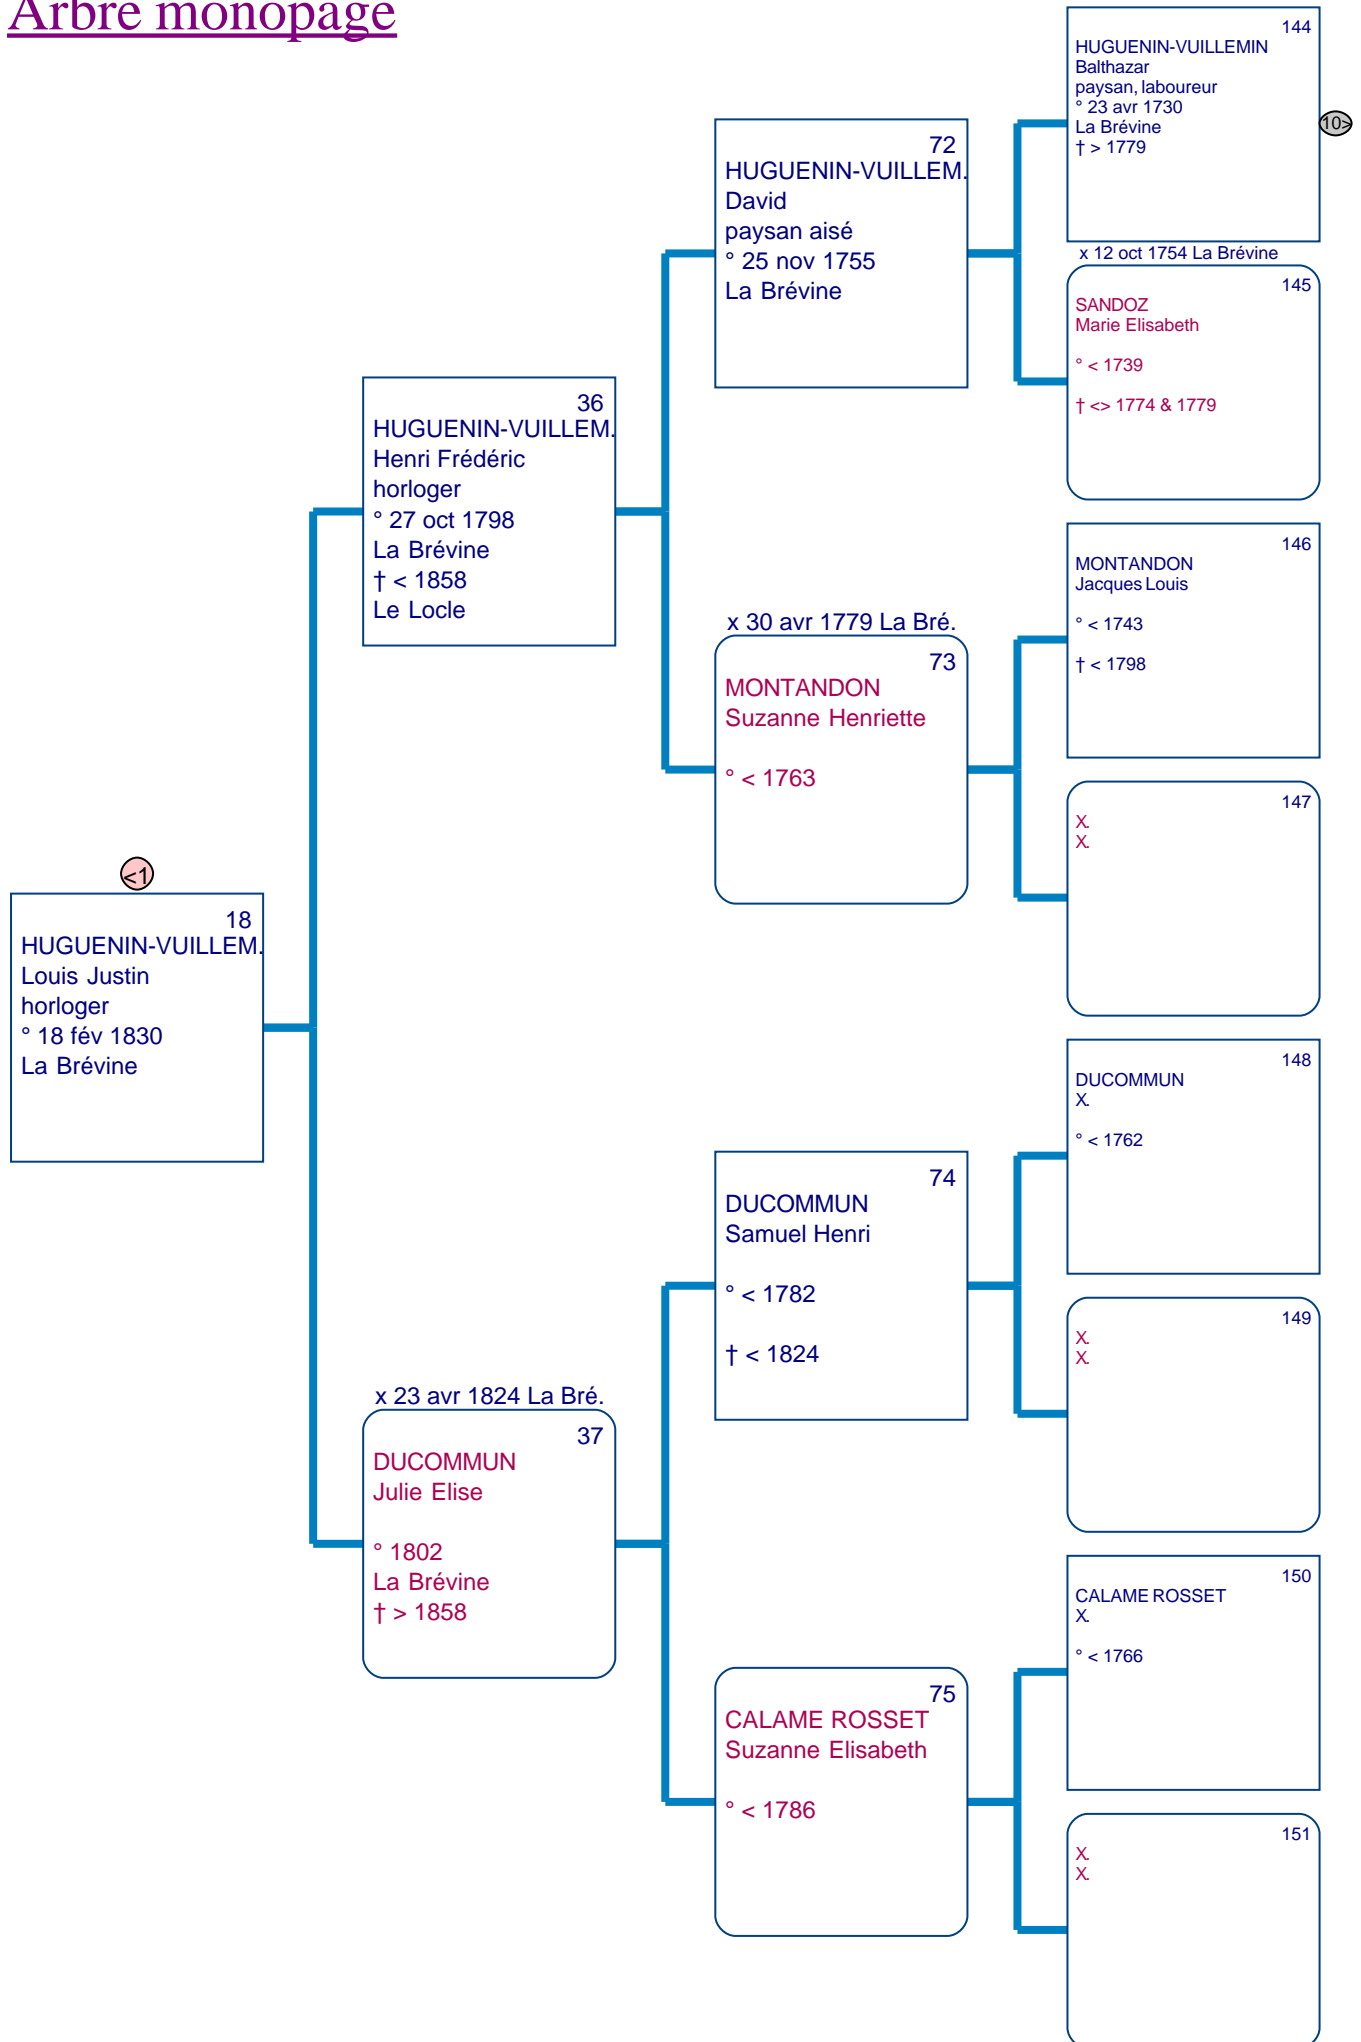 Arbre monopage
<1
18
HUGUENIN-VUILLEM.
Louis Justin
horloger
° 18 fév 1830
La Brévine
36
HUGUENIN-VUILLEM.
Henri Frédéric
horloger
° 27 oct 1798
La Brévine
† < 1858
Le Locle
x 23 avr 1824 La Bré.
37
DUCOMMUN
Julie Elise
° 1802
La Brévine
† > 1858
72
HUGUENIN-VUILLEM.
David
paysan aisé
° 25 nov 1755
La Brévine
x 30 avr 1779 La Bré.
73
MONTANDON
Suzanne Henriette
° < 1763
74
DUCOMMUN
Samuel Henri
° < 1782
† < 1824
75
CALAME ROSSET
Suzanne Elisabeth
° < 1786
144
HUGUENIN-VUILLEMIN
Balthazar
paysan, laboureur
° 23 avr 1730
La Brévine
† > 1779
10>
x 12 oct 1754 La Brévine
145
SANDOZ
Marie Elisabeth
° < 1739
† <> 1774 & 1779
146
MONTANDON
Jacques Louis
° < 1743
† < 1798
147
X.
X.
148
DUCOMMUN
X.
° < 1762
149
X.
X.
150
CALAME ROSSET
X.
° < 1766
151
X.
X.